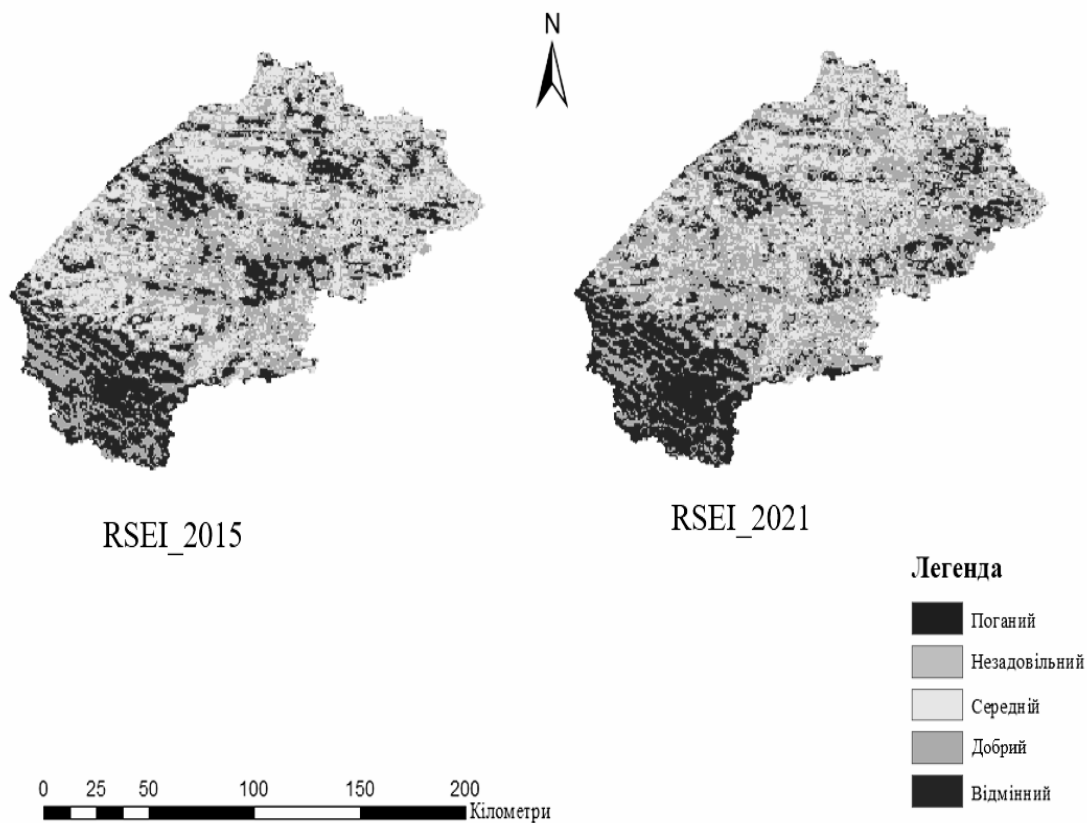 N
RSEI_2015
RSEI_2021
Легенда
Поганий
Незадовільний
Середній
Добрий
Відмінний
0 25 50 100 150 200
Кілометри